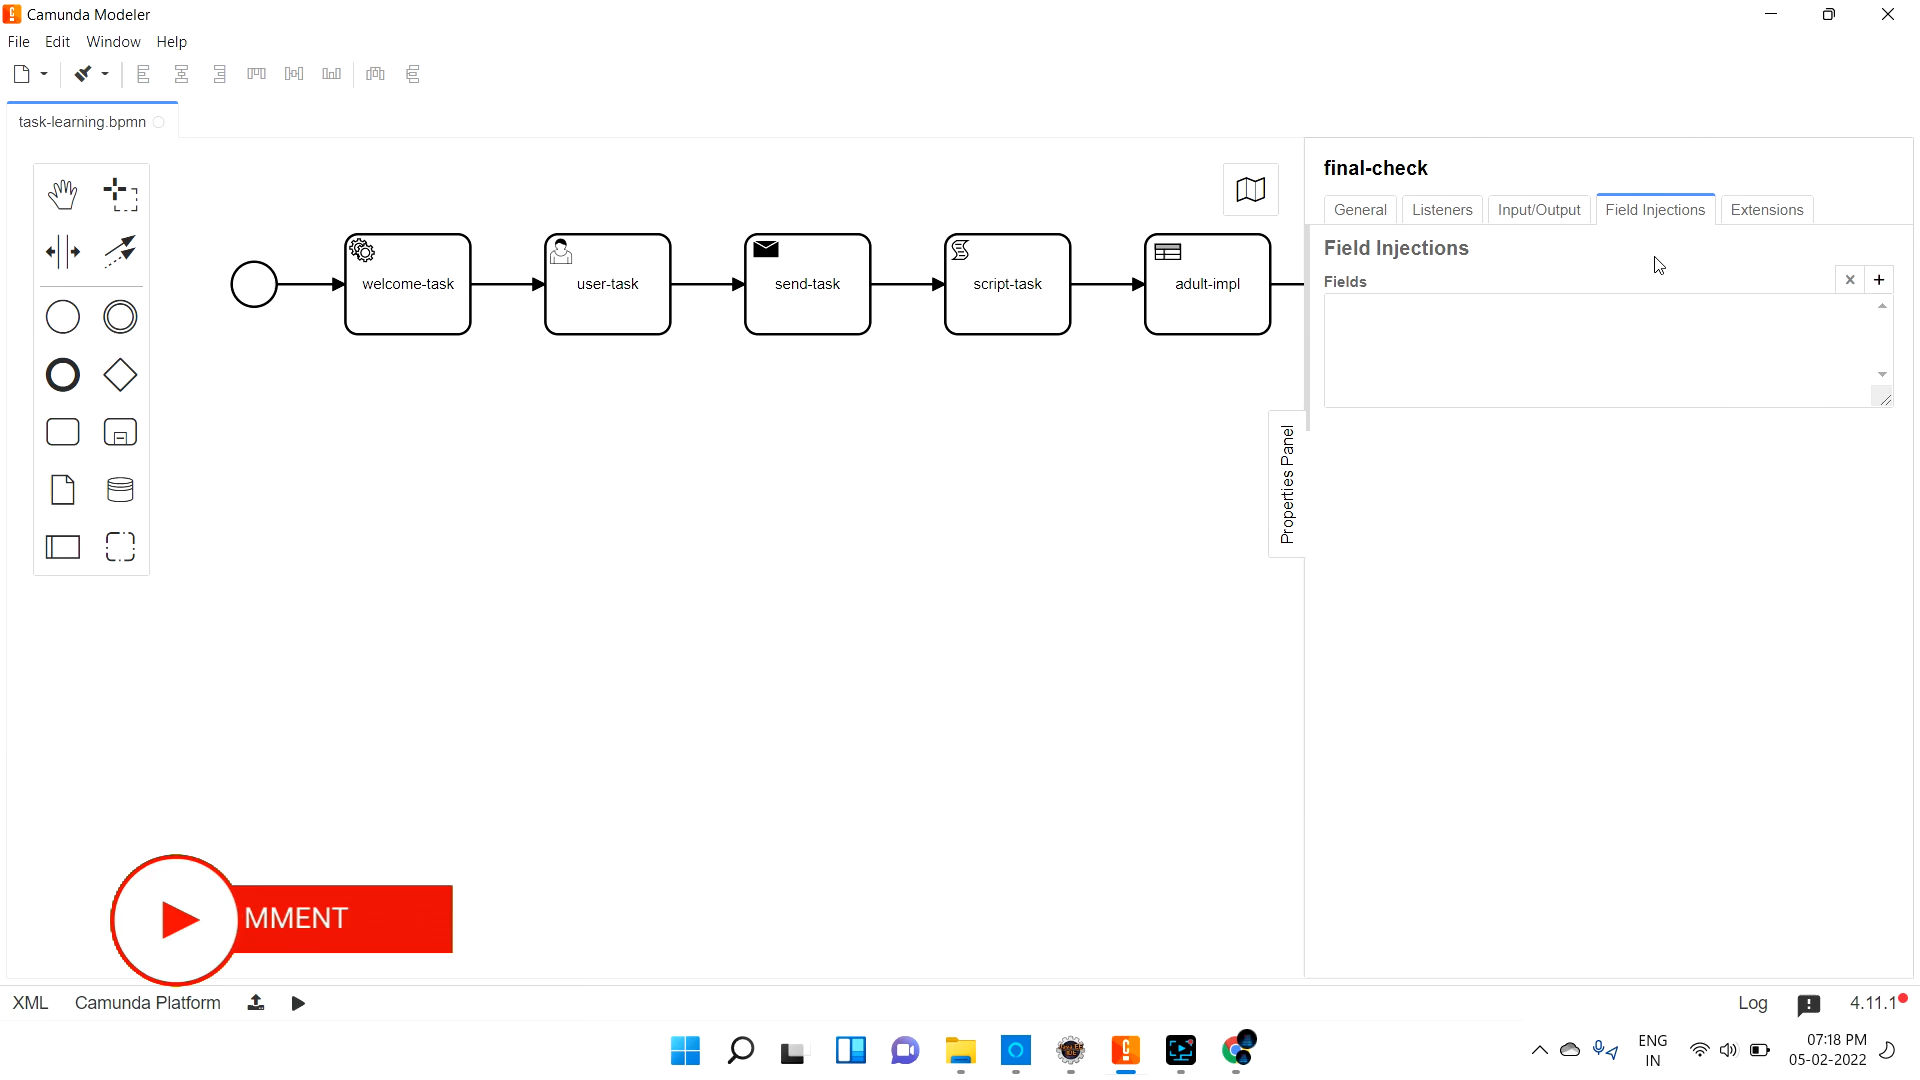 Camunda Modeler
File Edit Window Help
task-learning.bpmn
final-check
General Listeners Input/Output Field Injections Extensions
Field Injections
Fields
welcome-task
user-task
send-task
script-task
adult-impl
Properties Panel
MMENT
XML Camunda Platform
Log 4.11.1
ENG
IN
07:18 PM
05-02-2022